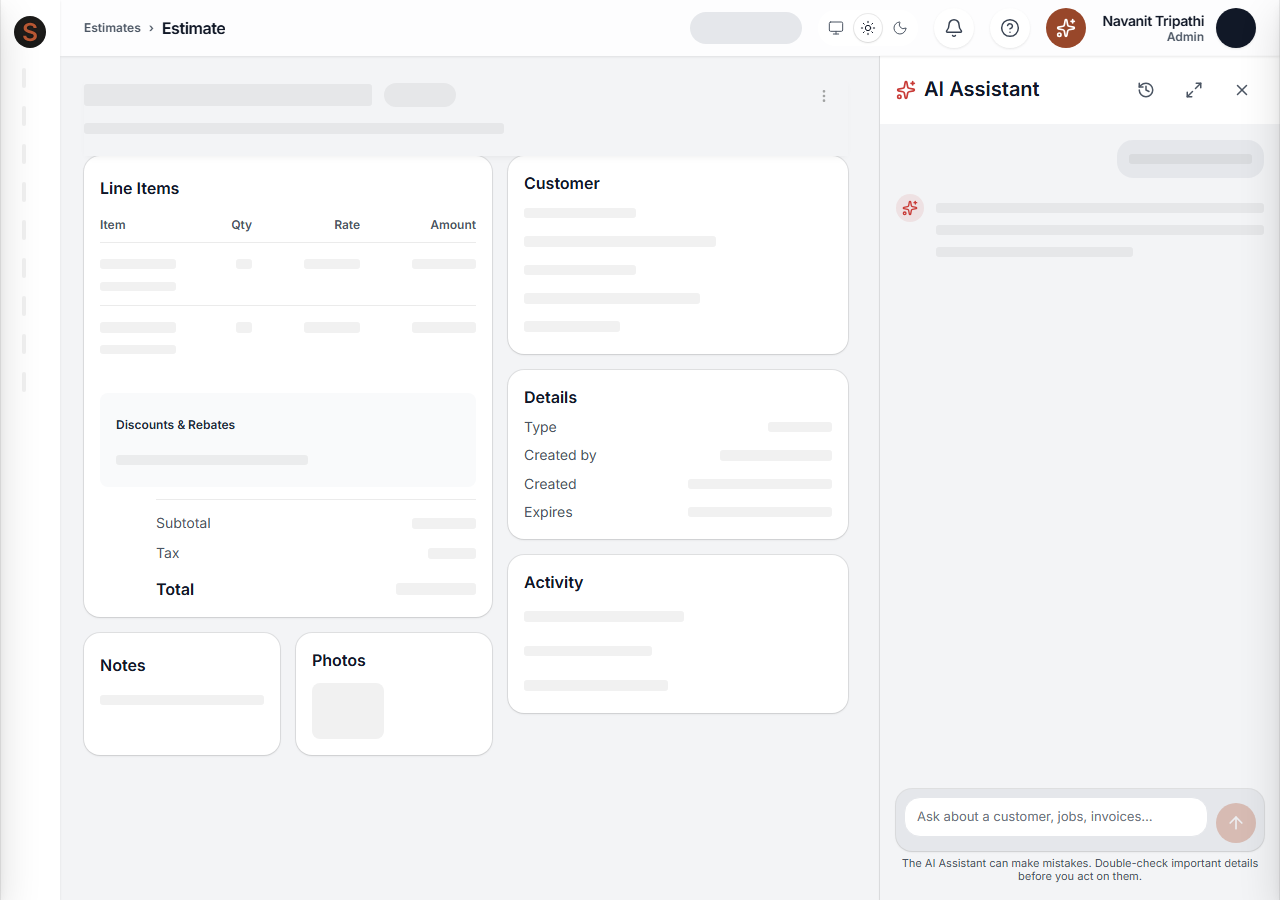 S
Estimates › Estimate
Navanit Tripathi
Admin
AI Assistant
Line Items
Item Qty Rate Amount
Discounts & Rebates
Subtotal
Tax
Total
Notes
Photos
Customer
Details
Type
Created by
Created
Expires
Activity
Ask about a customer, jobs, invoices...
The AI Assistant can make mistakes. Double-check important details
before you act on them.